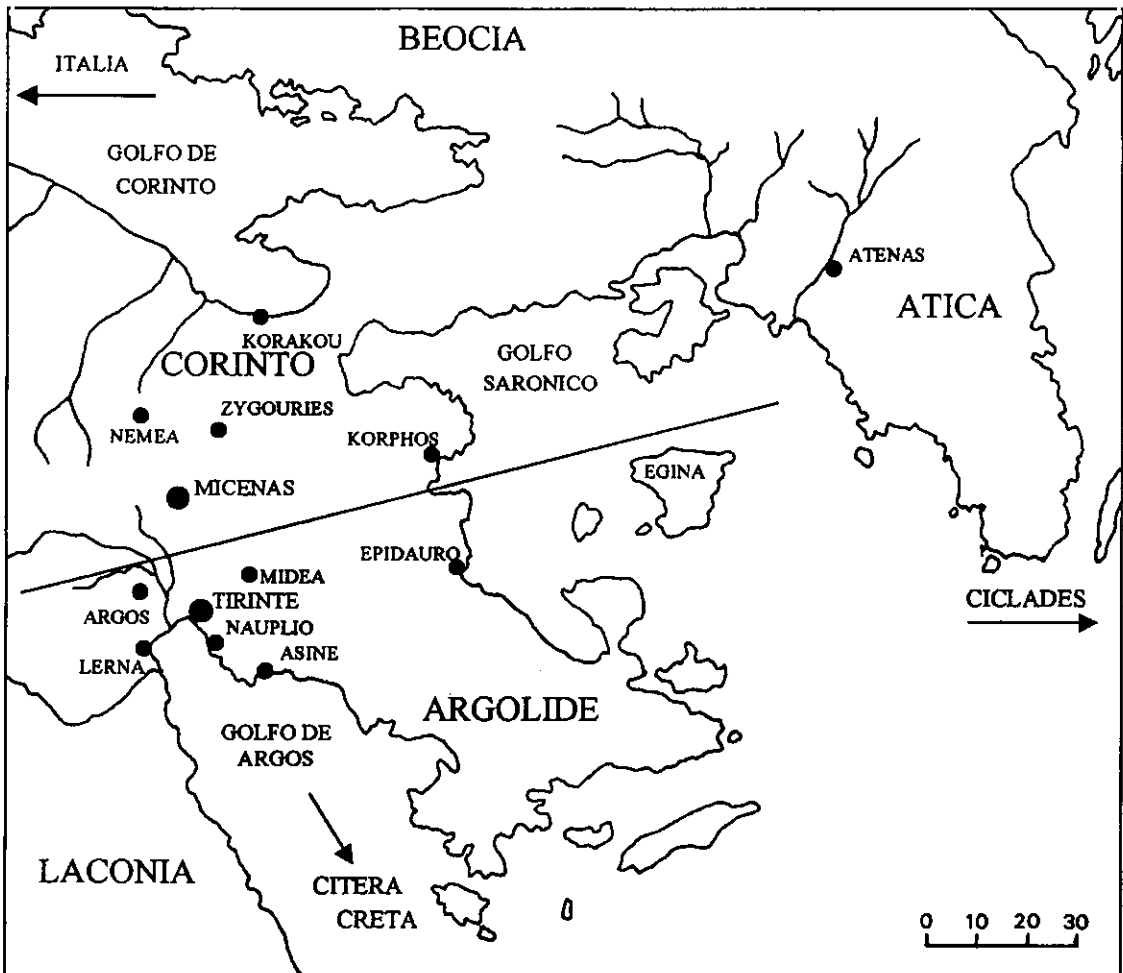 BEOCIA
ITALIA
GOLFO DE
CORINTO
ATENAS
ATICA
KORAKOU
CORINTO
GOLFO
SARONICO
ZYGOURIES
NEMEA
KORPHOS
EGINA
MICENAS
EPIDAURO
MIDEA
TIRINTE
ARGOS
NAUPLIO
CICLADES
LERNA
ASINE
ARGOLIDE
GOLFO DE
ARGOS
LACONIA
CITERA
CRETA
0 10 20 30